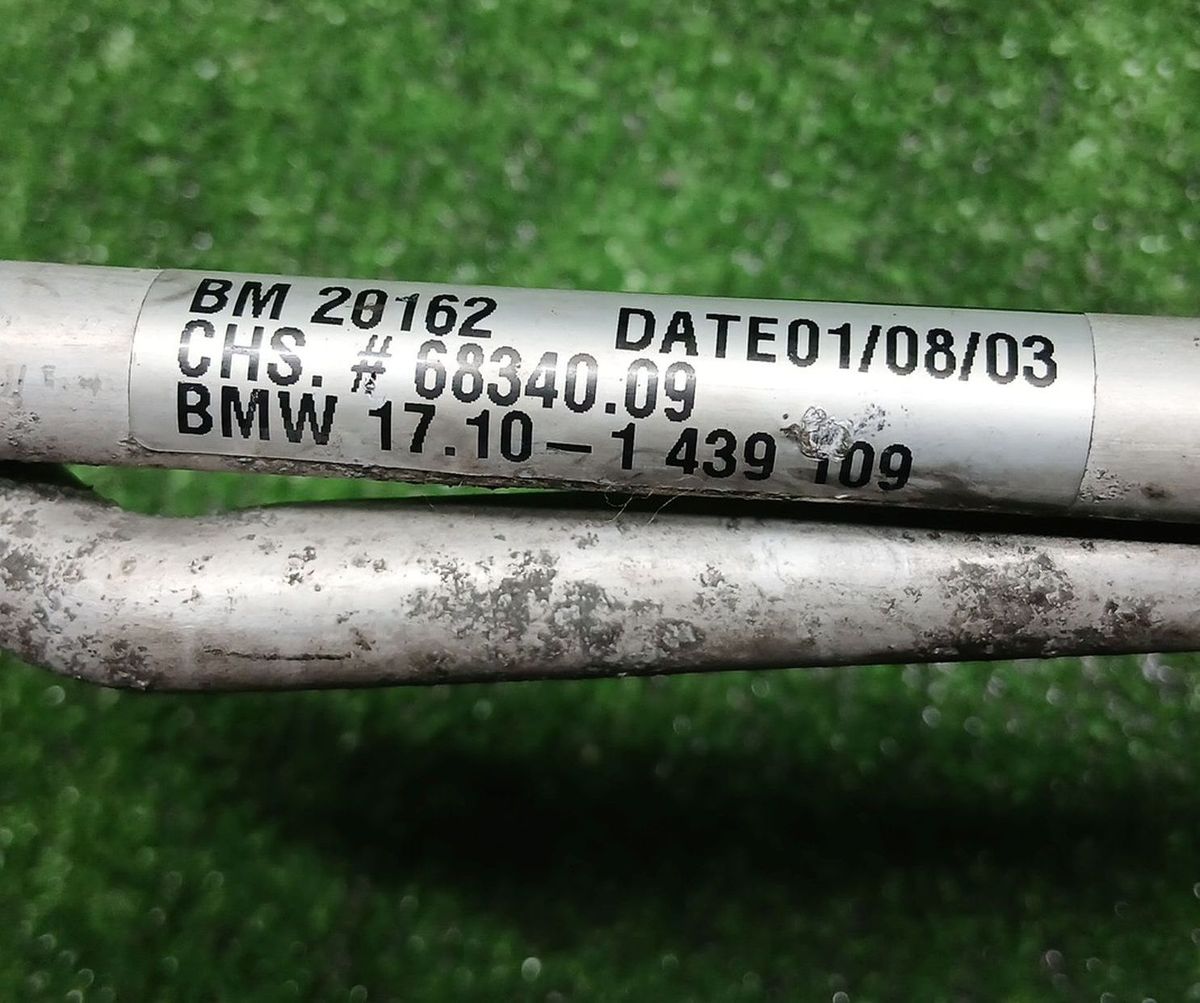 BM 20162 DATE01/08/03
CHS. # 68340.09
BMW 17.10-1 439 109